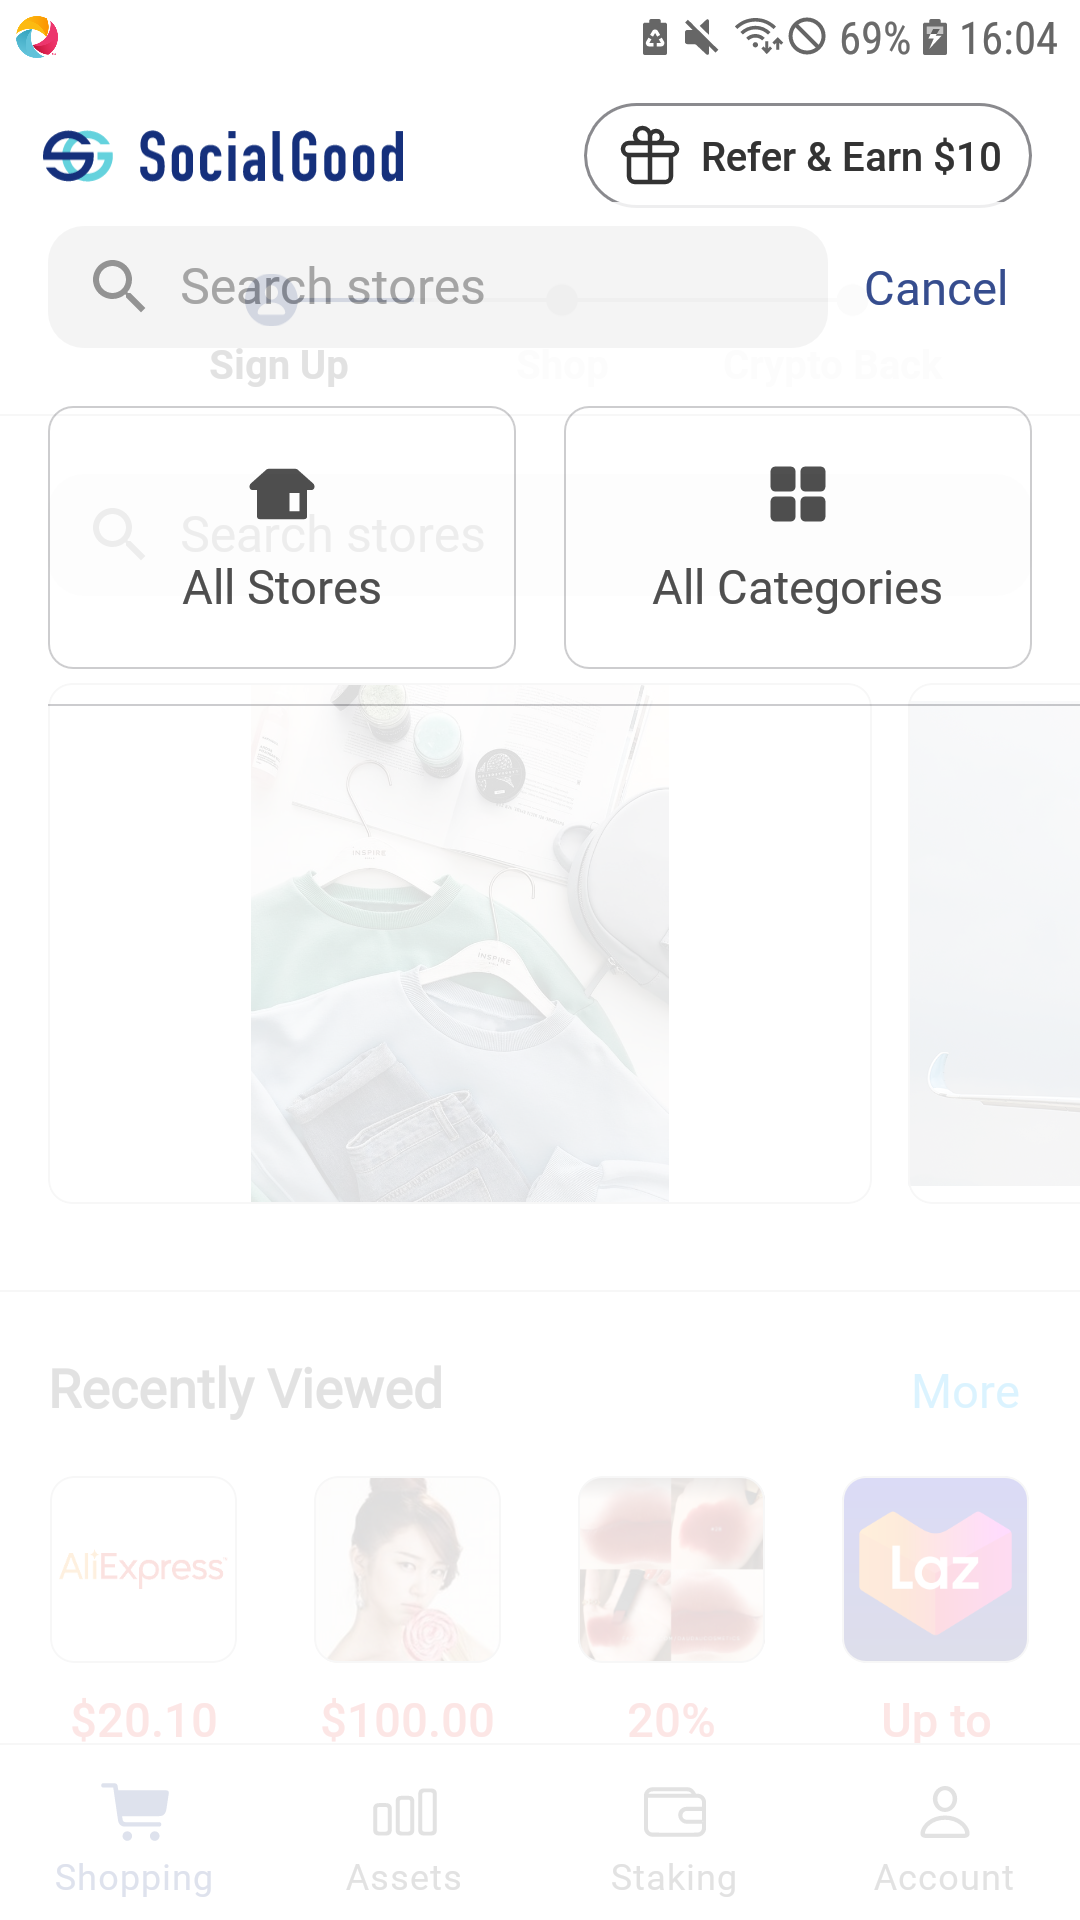 69% 16:04
SocialGood
Refer & Earn $10
Search stores
Cancel
Sign Up
Shop
Crypto Back
Search stores
All Stores
All Categories
INSPIRE
INSPIRE
Recently Viewed
More
AliExpress
Laz
$20.10
$100.00
20%
Up to
Shopping
Assets
Staking
Account